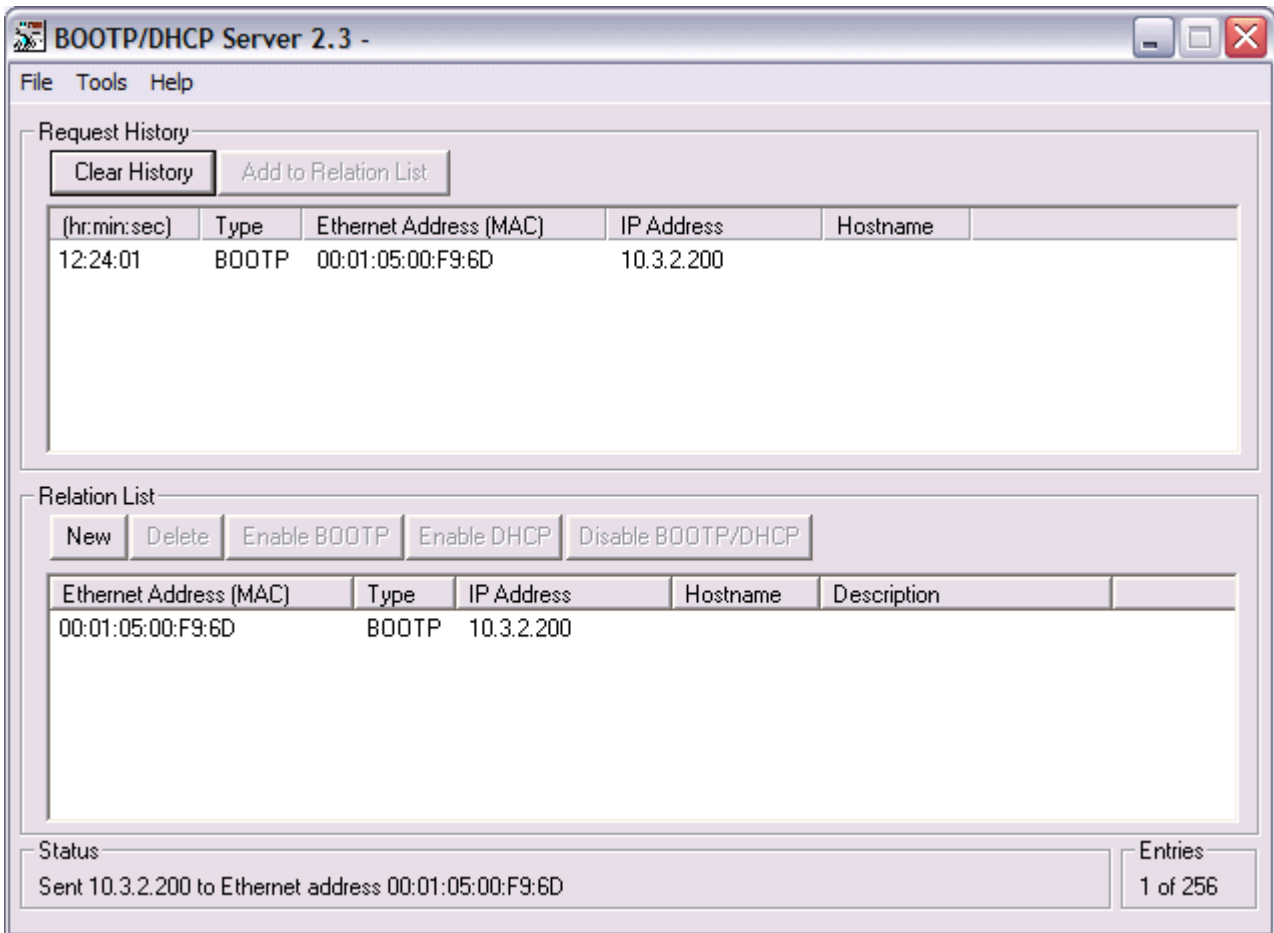 BOOTP/DHCP Server 2.3 -
File Tools Help
Request History
Clear History Add to Relation List
(hr:min:sec) Type Ethernet Address (MAC) IP Address Hostname
12:24:01 BOOTP 00:01:05:00:F9:6D 10.3.2.200
Relation List
New Delete Enable BOOTP Enable DHCP Disable BOOTP/DHCP
Ethernet Address (MAC) Type IP Address Hostname Description
00:01:05:00:F9:6D BOOTP 10.3.2.200
Status Entries
Sent 10.3.2.200 to Ethernet address 00:01:05:00:F9:6D 1 of 256